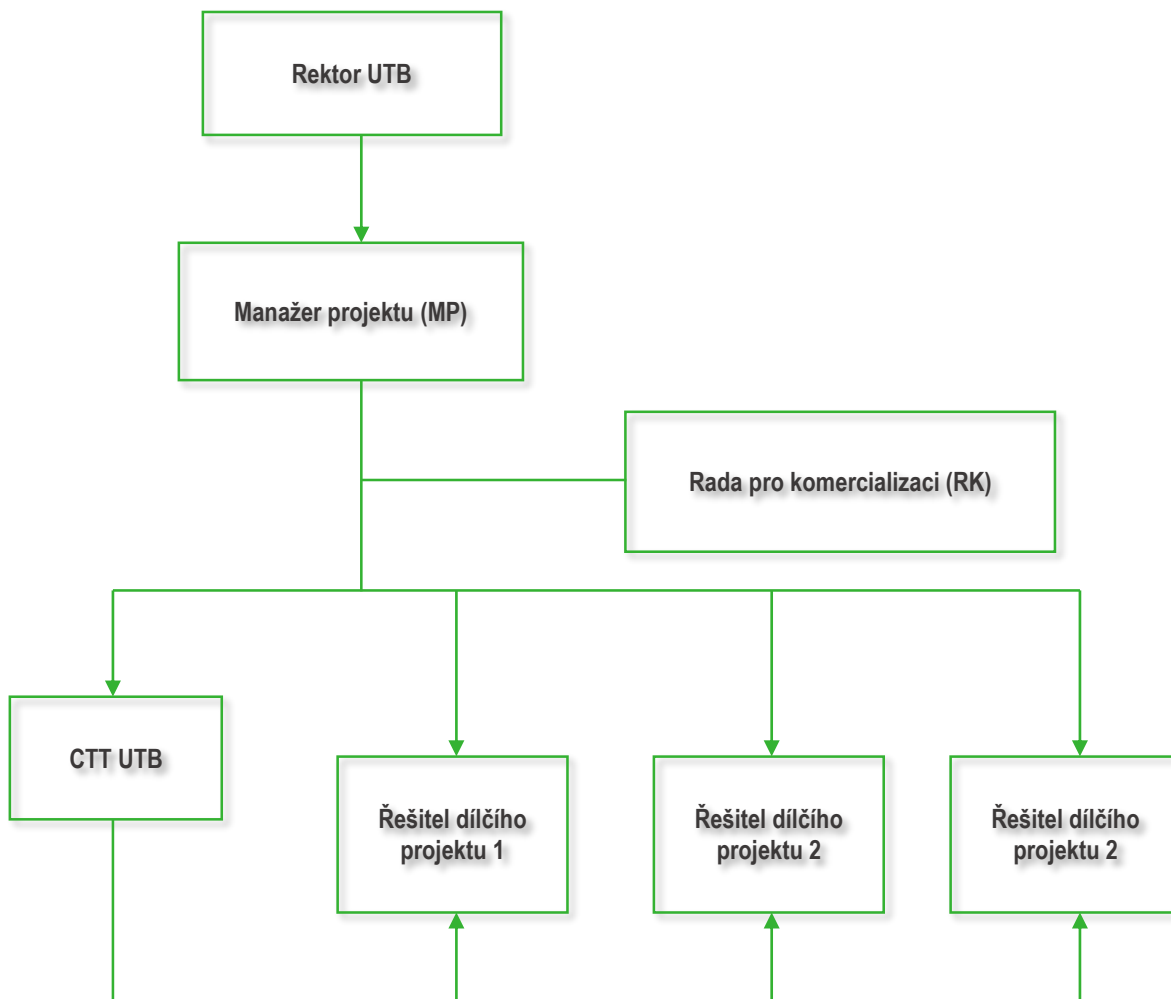 Rektor UTB
Manažer projektu (MP)
Rada pro komercializaci (RK)
CTT UTB
Řešitel dílčího
projektu 1
Řešitel dílčího
projektu 2
Řešitel dílčího
projektu 2